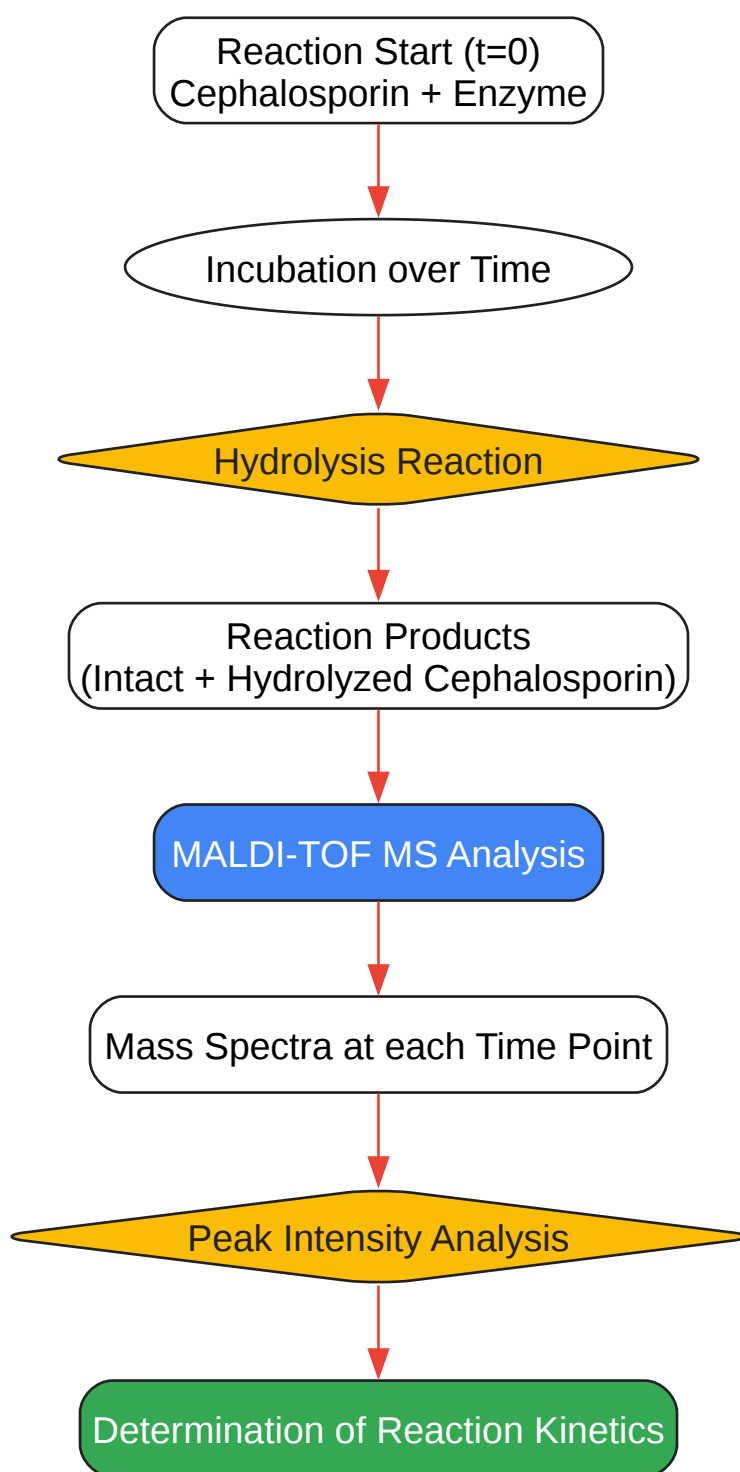 Reaction Start (t=0)
Cephalosporin + Enzyme
Incubation over Time
Hydrolysis Reaction
Reaction Products
(Intact + Hydrolyzed Cephalosporin)
MALDI-TOF MS Analysis
Mass Spectra at each Time Point
Peak Intensity Analysis
Determination of Reaction Kinetics